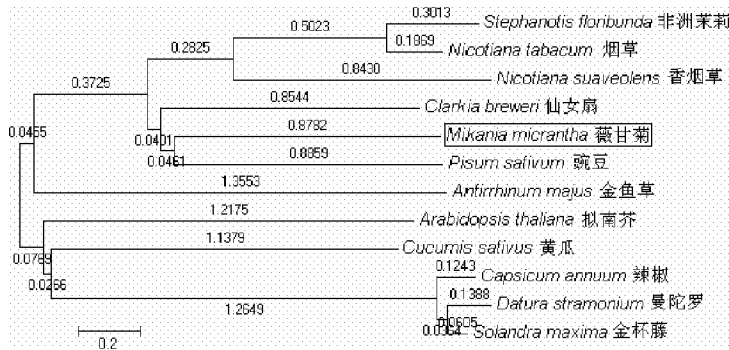 0.3013
Stephanotis floribunda 非洲茉莉
0.5023
0.1869
Nicotiana tabacum 烟草
0.2825
0.8430
Nicotiana suaveolens 香烟草
0.3725
0.8544
Clarkia breweri 仙女扇
0.0401
0.8782
Mikania micrantha 薇甘菊
0.0455
0.0461
0.8859
Pisum sativum 豌豆
1.3553
Antirrhinum majus 金鱼草
1.2175
Arabidopsis thaliana 拟南芥
1.1379
Cucumis sativus 黄瓜
0.0789
0.0266
0.1243
Capsicum annuum 辣椒
0.1388
Datura stramonium 曼陀罗
1.2649
0.0605
0.0364
Solandra maxima 金杯藤
0.2